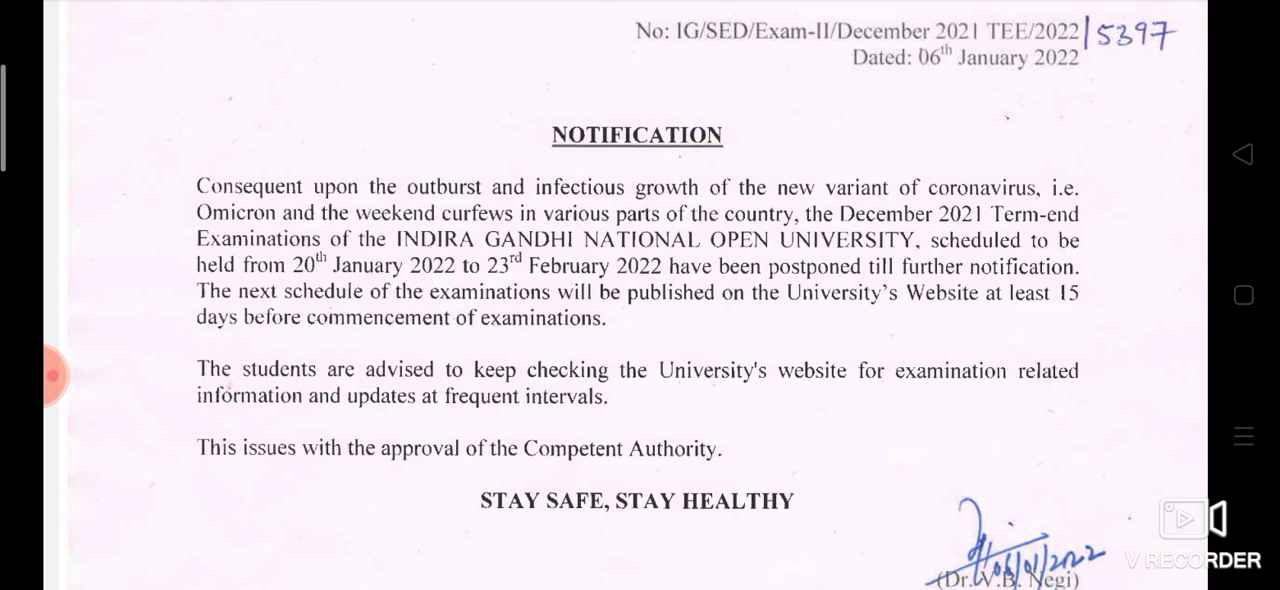 No: IG/SED/Exam-II/December 2021 TEE/2022/5397
Dated: 06th January 2022
NOTIFICATION
Consequent upon the outburst and infectious growth of the new variant of coronavirus, i.e.
Omicron and the weekend curfews in various parts of the country, the December 2021 Term-end
Examinations of the INDIRA GANDHI NATIONAL OPEN UNIVERSITY, scheduled to be
held from 20th January 2022 to 23rd February 2022 have been postponed till further notification.
The next schedule of the examinations will be published on the University's Website at least 15
days before commencement of examinations.
The students are advised to keep checking the University's website for examination related
information and updates at frequent intervals.
This issues with the approval of the Competent Authority.
STAY SAFE, STAY HEALTHY
06/01/2022
(Dr. V.B. Negi)
V RECORDER